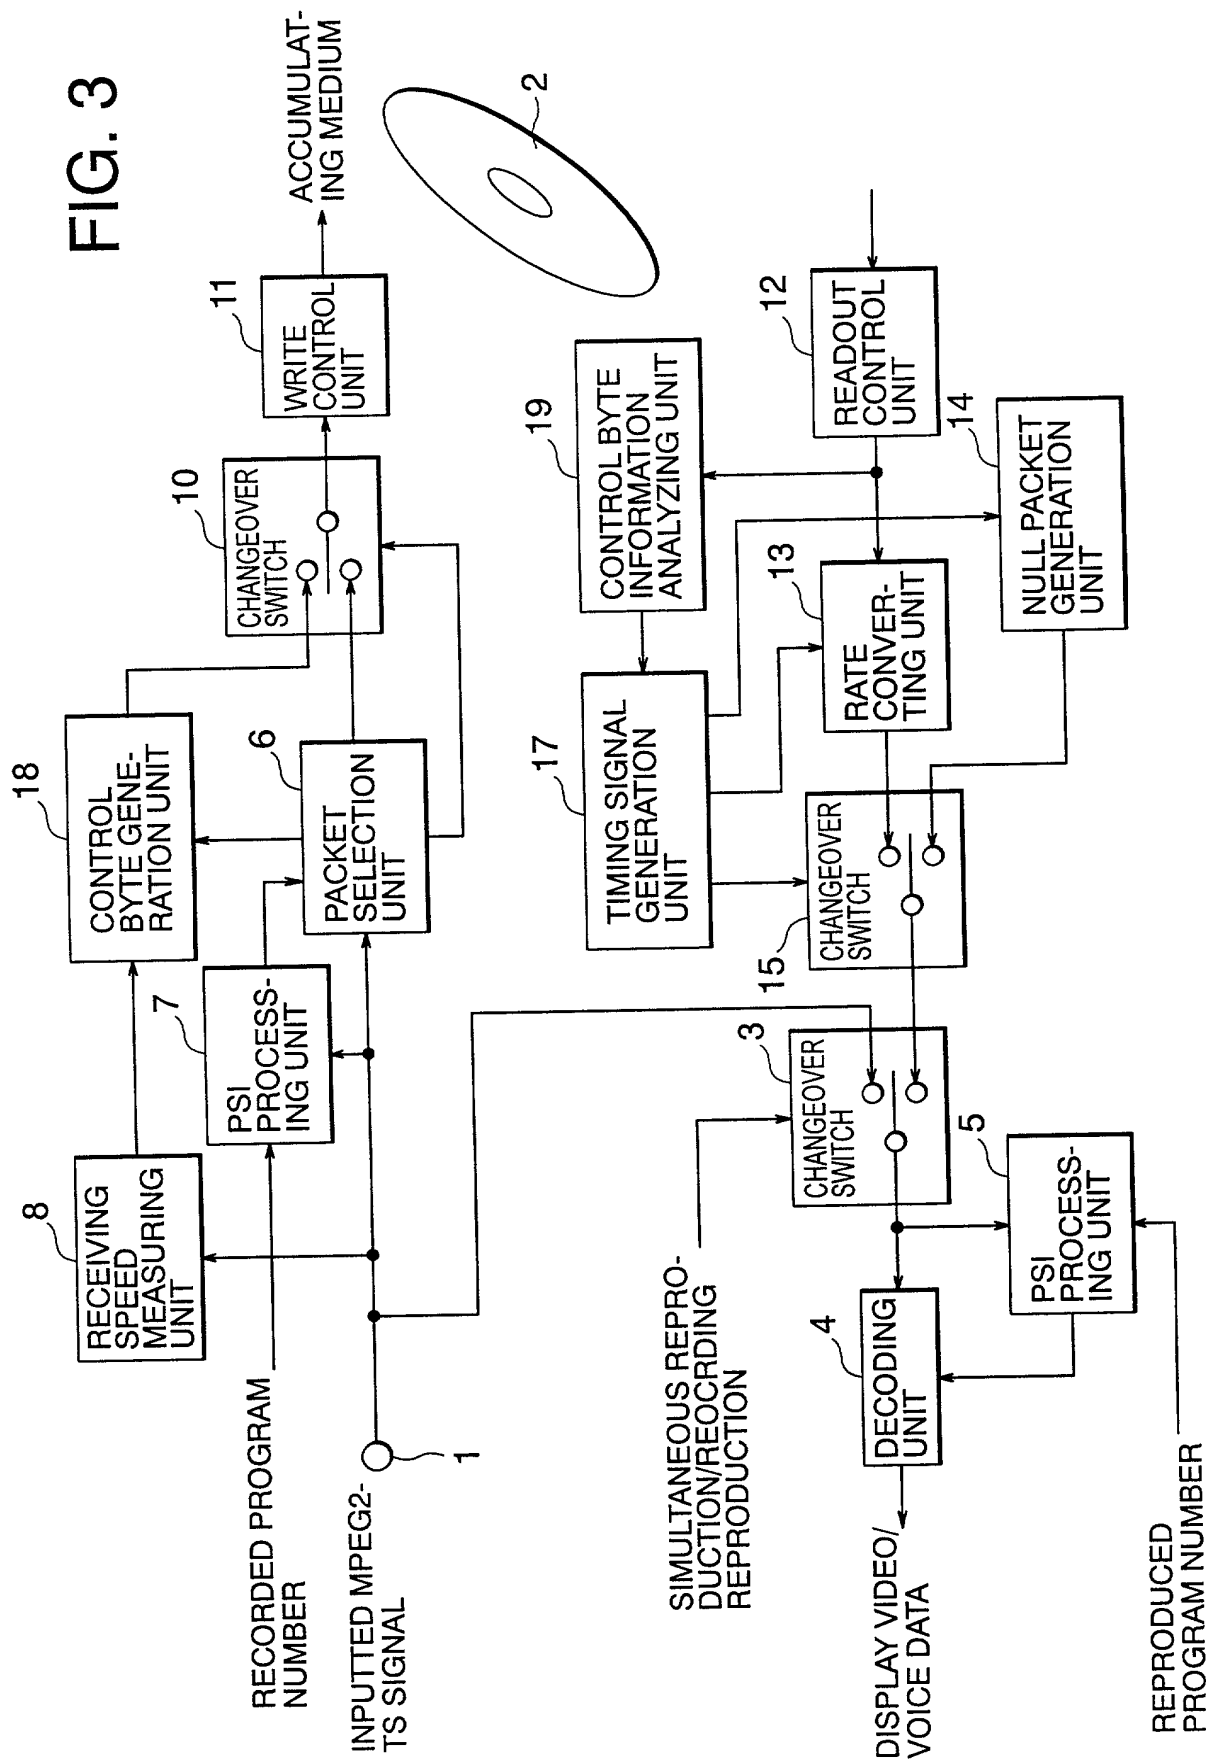 FIG. 3
8
RECEIVING
SPEED
MEASURING
UNIT
18
CONTROL
BYTE GENE-
RATION UNIT
7
PSI
PROCESS-
ING UNIT
6
PACKET
SELECTION
UNIT
10
CHANGEOVER
SWITCH
11
WRITE
CONTROL
UNIT
ACCUMULAT-
ING MEDIUM
2
RECORDED PROGRAM
NUMBER
INPUTTED MPEG2-
TS SIGNAL
1
19
CONTROL BYTE
INFORMATION
ANALYZING UNIT
17
TIMING SIGNAL
GENERATION
UNIT
12
READOUT
CONTROL
UNIT
13
RATE
CONVER-
TING UNIT
14
NULL PACKET
GENERATION
UNIT
15
CHANGEOVER
SWITCH
3
CHANGEOVER
SWITCH
SIMULTANEOUS REPRO-
DUCTION/REOCRDING
REPRODUCTION
4
DECODING
UNIT
5
PSI
PROCESS-
ING UNIT
DISPLAY VIDEO/
VOICE DATA
REPRODUCED
PROGRAM NUMBER